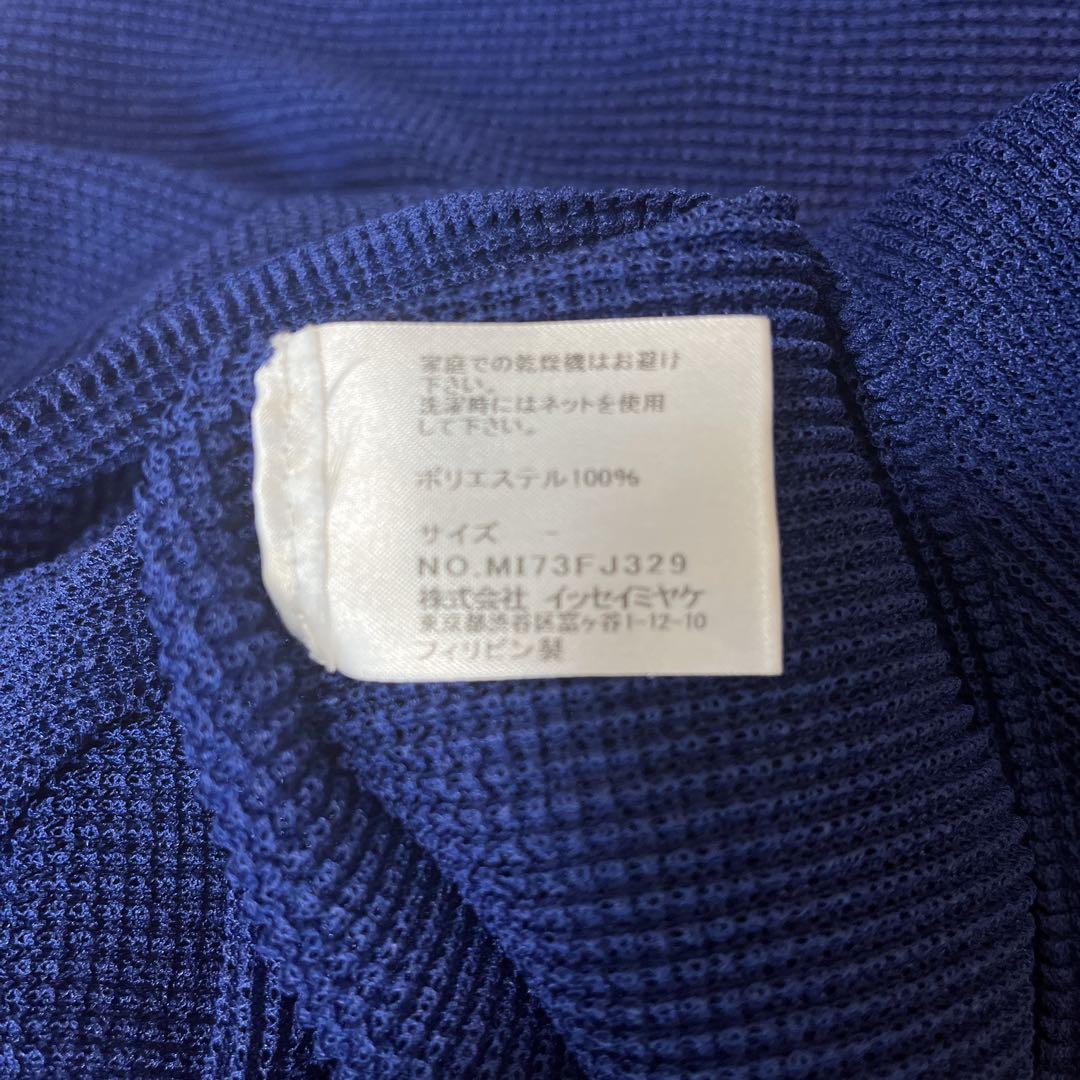 家庭での乾燥機はお避け
下さい。
洗濯時にはネットを使用
して下さい。
ポリエステル100%
サイズ -
NO.MI73FJ329
株式会社 イッセイミヤケ
東京都渋谷区富ヶ谷1-12-10
フィリピン製